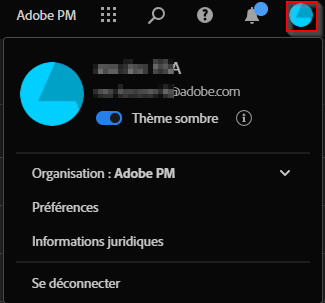 Adobe PM
@adobe.com
Thème sombre
Organisation : Adobe PM
Préférences
Informations juridiques
Se déconnecter